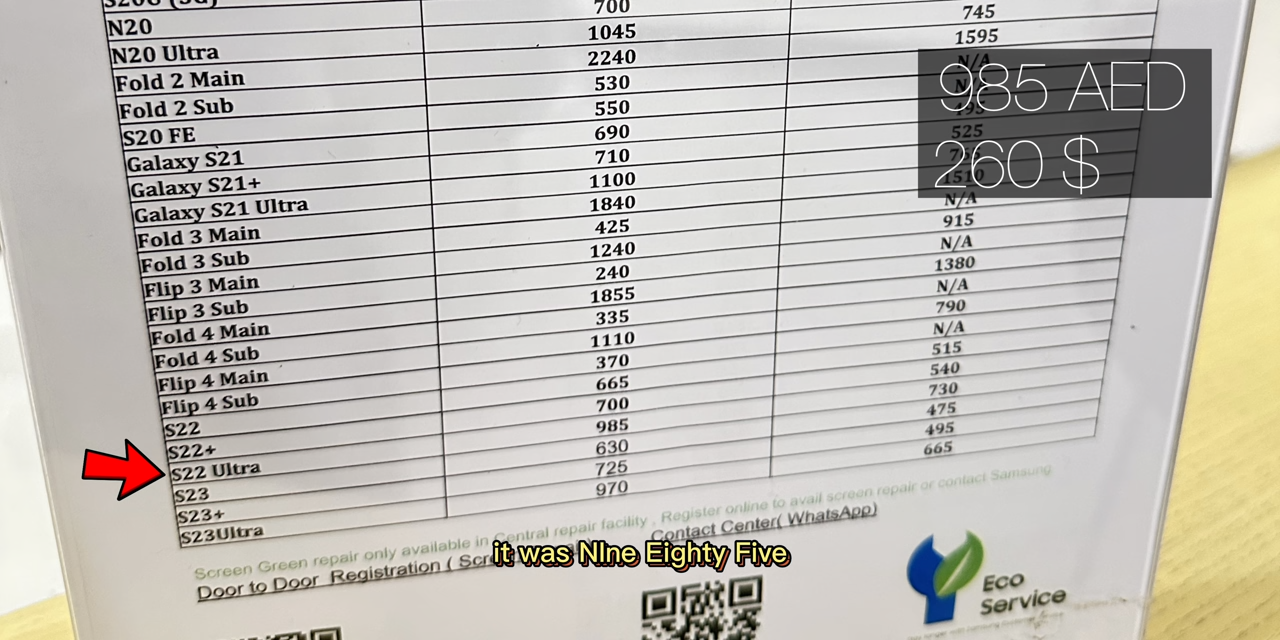 N20 700
N20 Ultra 1045 745
Fold 2 Main 2240 1595
Fold 2 Sub 530 N/A
S20 FE 550
Galaxy S21 690 495
Galaxy S21+ 710 525
Galaxy S21 Ultra 1100
Fold 3 Main 1840 1510
Fold 3 Sub 425 N/A
Flip 3 Main 1240 915
Flip 3 Sub 240 N/A
Fold 4 Main 1855 1380
Fold 4 Sub 335 N/A
Flip 4 Main 1110 790
Flip 4 Sub 370 N/A
S22 665 515
S22+ 700 540
S22 Ultra 985 730
S23 630 475
S23+ 725 495
S23Ultra 970 665
985 AED
260 $
Screen Green repair only available in Central repair facility , Register online to avail screen repair or contact Samsung
Door to Door Registration ( Contact Center( WhatsApp)
it was NIne Eighty Five
Eco
Service